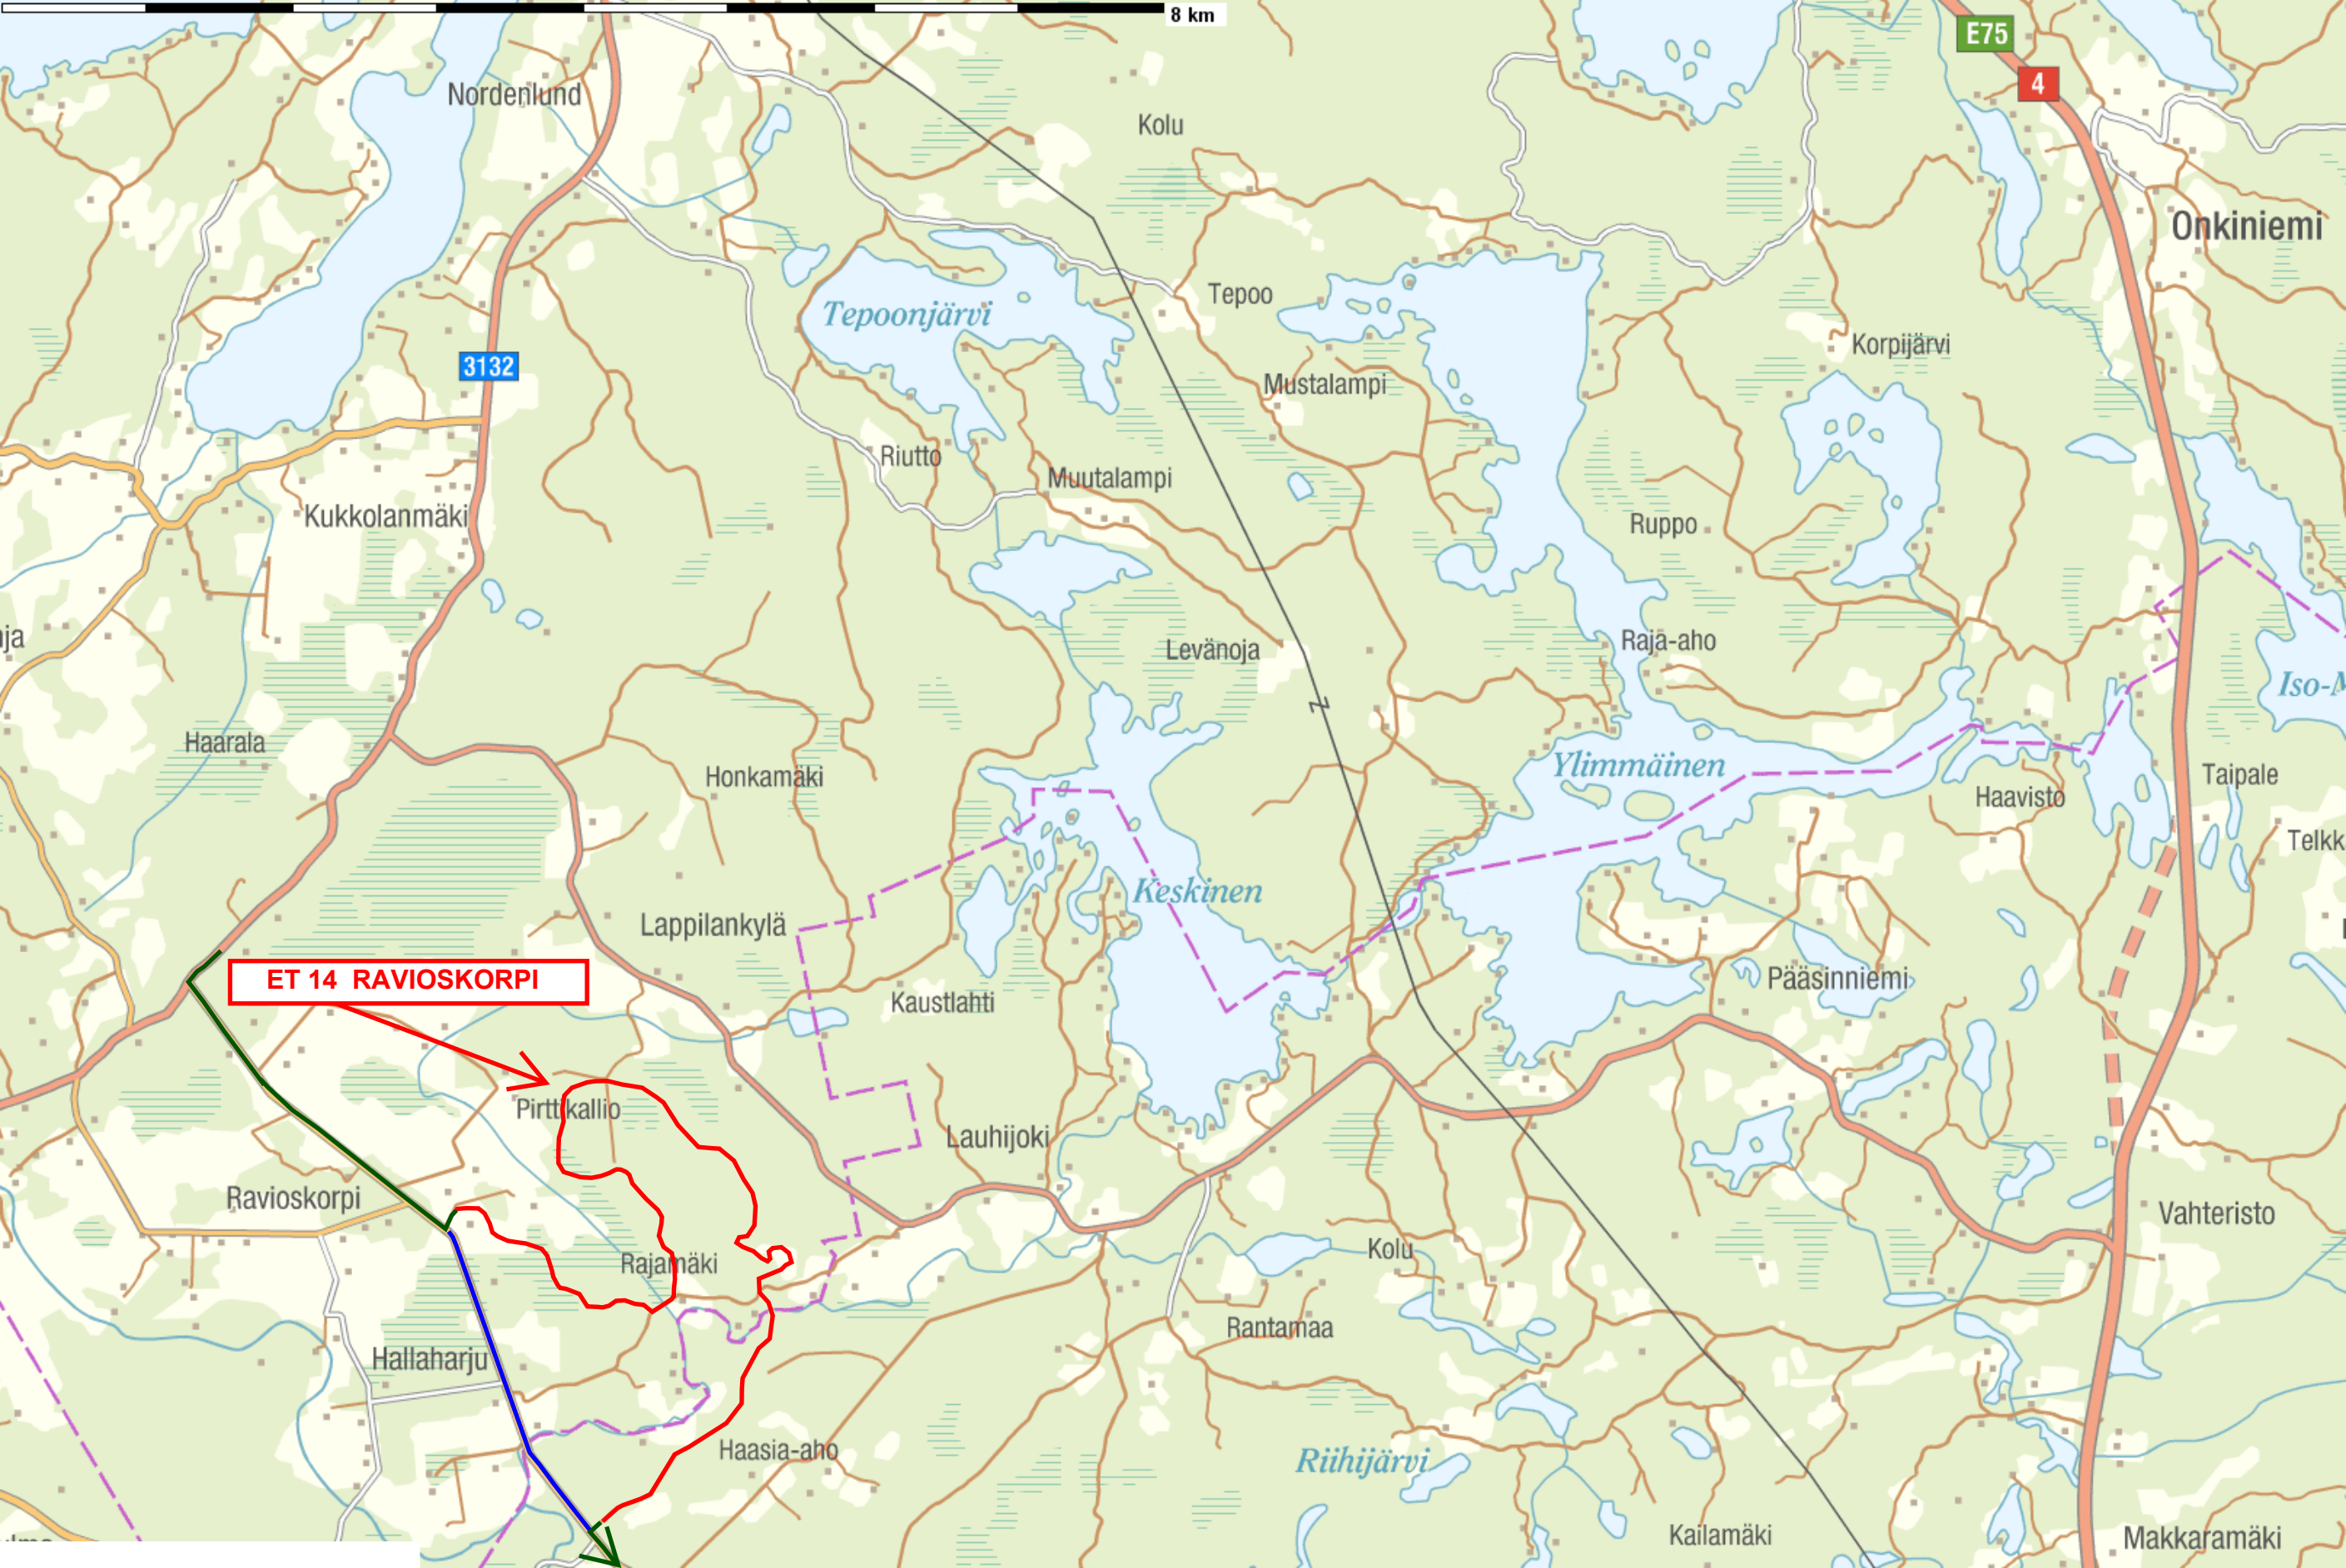 8 km
E75
4
Nordenlund
Kolu
Onkiniemi
Tepoonjärvi
Tepoo
Korpijärvi
3132
Mustalampi
Riutto
Muutalampi
Kukkolanmäki
Ruppo
Levänoja
Raja-aho
Iso-M
Haarala
Honkamäki
Ylimmäinen
Taipale
Haavisto
Telkk
Keskinen
Lappilankylä
ET 14 RAVIOSKORPI
Kaustlahti
Pääsinniemi
Pirttikallio
Lauhijoki
Ravioskorpi
Vahteristo
Kolu
Rajamäki
Rantamaa
Hallaharju
Haasia-aho
Riihijärvi
Kailamäki
Makkaramäki